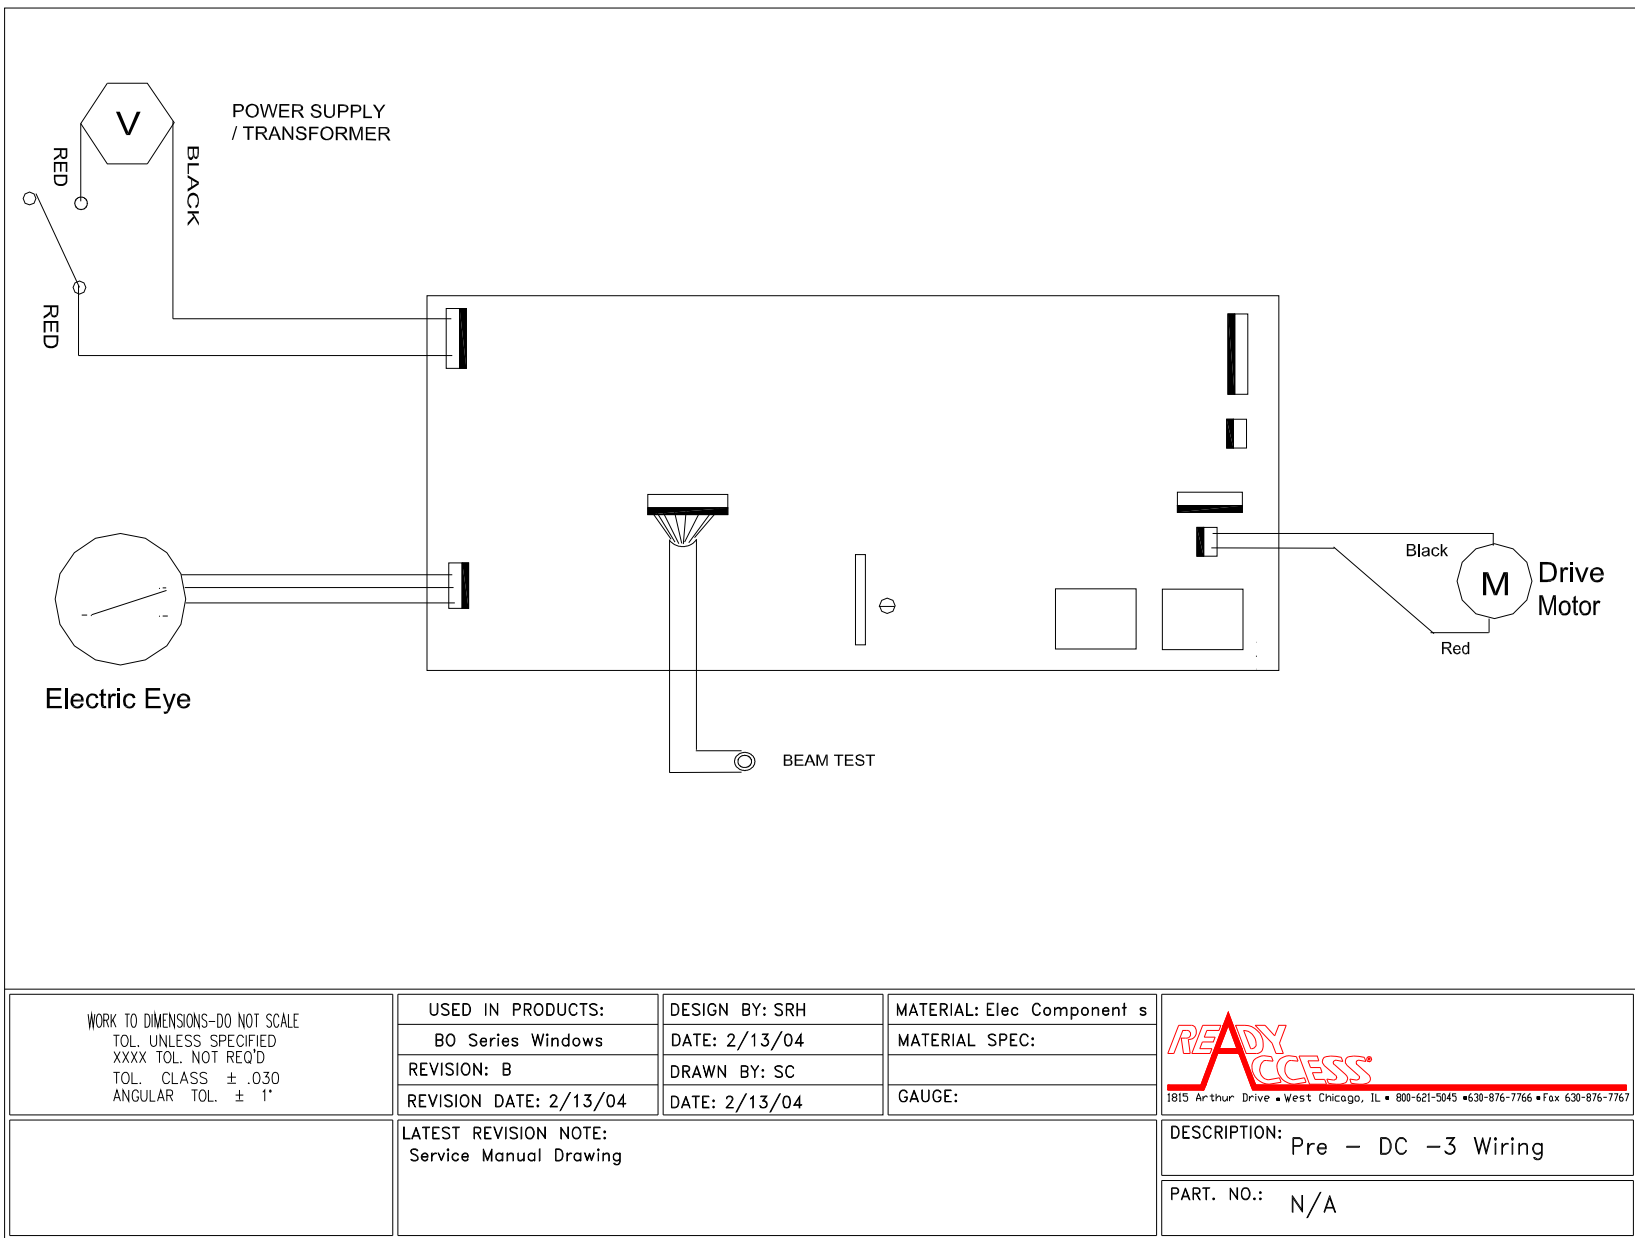 V
POWER SUPPLY
/ TRANSFORMER
RED
BLACK
RED
Electric Eye
BEAM TEST
Black
M
Drive
Motor
Red
WORK TO DIMENSIONS-DO NOT SCALE
TOL. UNLESS SPECIFIED
XXXX TOL. NOT REQ'D
TOL. CLASS ± .030
ANGULAR TOL. ± 1°
USED IN PRODUCTS:
BO Series Windows
REVISION: B
REVISION DATE: 2/13/04
DESIGN BY: SRH
DATE: 2/13/04
DRAWN BY: SC
DATE: 2/13/04
MATERIAL: Elec Component s
MATERIAL SPEC:
GAUGE:
READY
ACCESS®
1815 Arthur Drive • West Chicago, IL • 800-621-5045 •630-876-7766 •Fax 630-876-7767
LATEST REVISION NOTE:
Service Manual Drawing
DESCRIPTION: Pre - DC -3 Wiring
PART. NO.: N/A